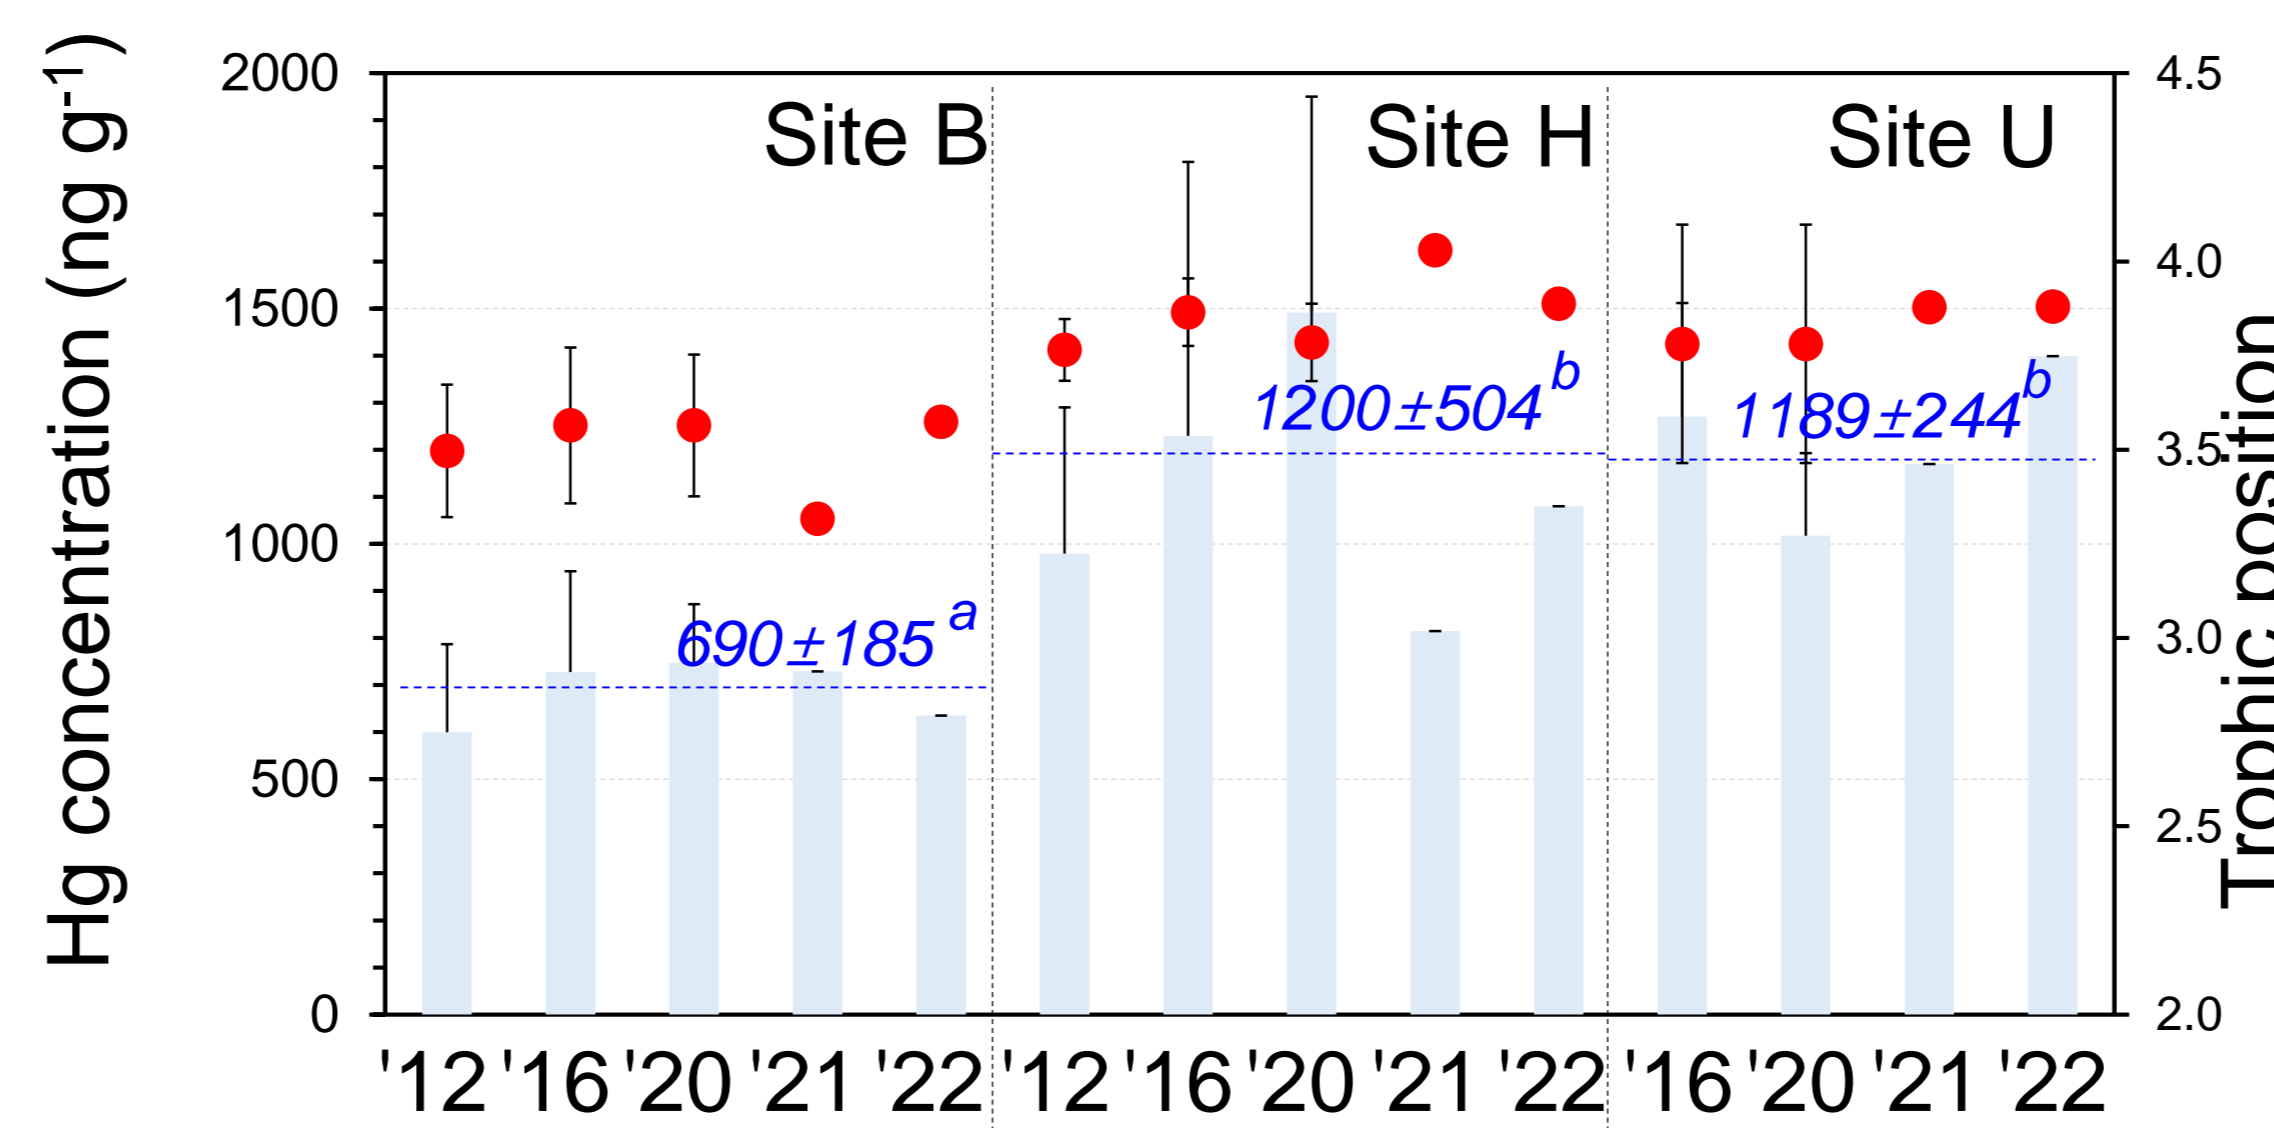 Hg concentration (ng g-1)
2000
1500
1000
500
0
Site B
Site H
Site U
690±185 a
1200±504 b
1189±244 b
4.5
4.0
3.5
3.0
2.5
2.0
Trophic position
'12 '16 '20 '21 '22 '12 '16 '20 '21 '22 '16 '20 '21 '22